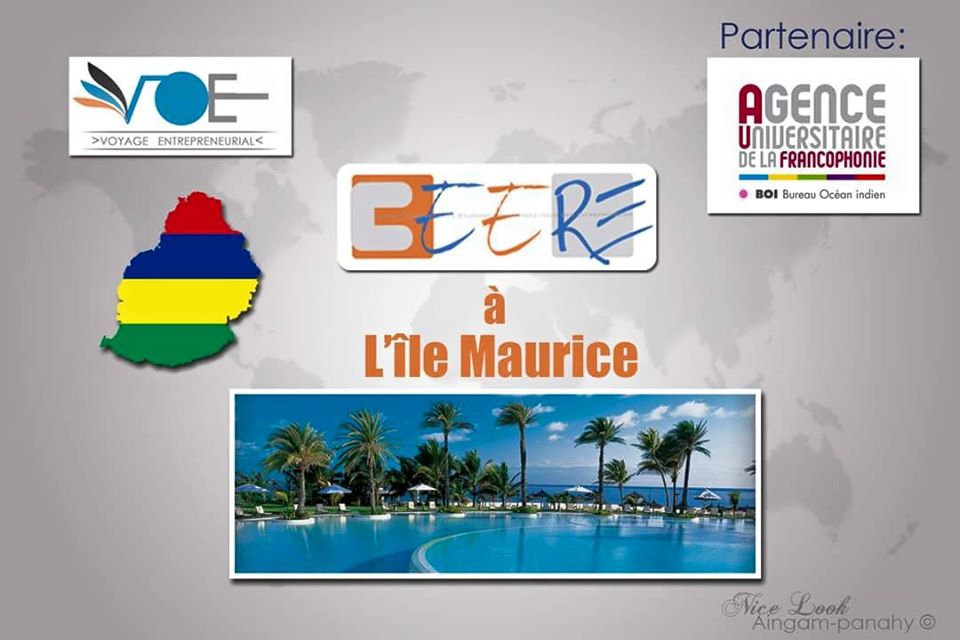 Partenaire:
VOE
>VOYAGE ENTREPRENEURIAL<
AGENCE
UNIVERSITAIRE
DE LA FRANCOPHONIE
BOI Bureau Océan indien
BEERE
à
L'île Maurice
Nice Look
Aingam-panahy ©